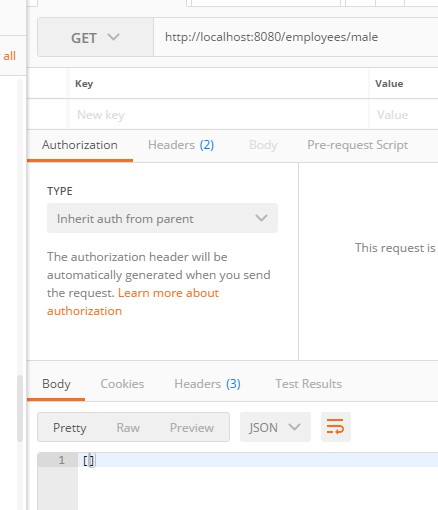 all
GET
http://localhost:8080/employees/male
Key Value
New key Value
Authorization Headers (2) Body Pre-request Script
TYPE
Inherit auth from parent
The authorization header will be
automatically generated when you send
the request. Learn more about
authorization
This request is
Body Cookies Headers (3) Test Results
Pretty Raw Preview JSON
1 []